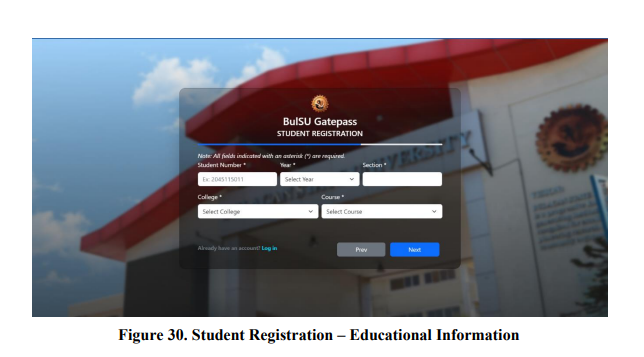 BulSU Gatepass
STUDENT REGISTRATION
Note: All fields indicated with an asterisk (*) are required.
Student Number * Year * Section *
Ex: 2045115011 Select Year
College * Course *
Select College Select Course
Already have an account? Log in Prev Next
UNIVERSITY
Figure 30. Student Registration – Educational Information